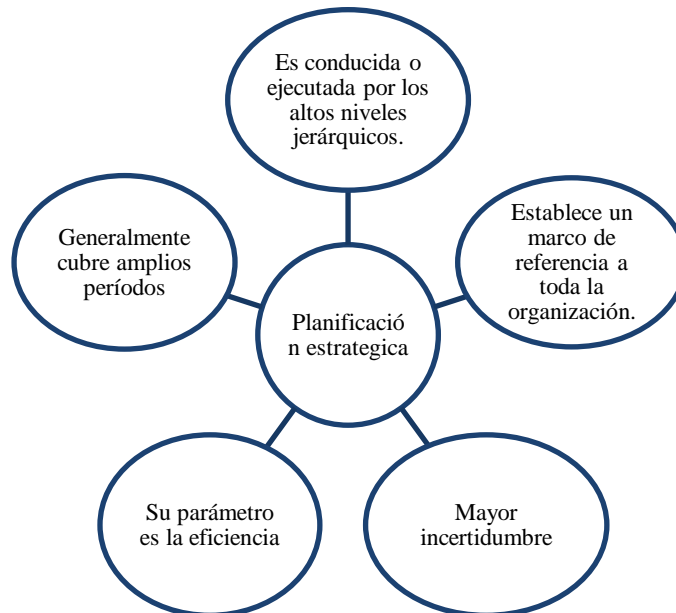 Es conducida o
ejecutada por los
altos niveles
jerárquicos.
Establece un
marco de
referencia a
toda la
organización.
Mayor
incertidumbre
Su parámetro
es la eficiencia
Generalmente
cubre amplios
períodos
Planificació
n estrategica